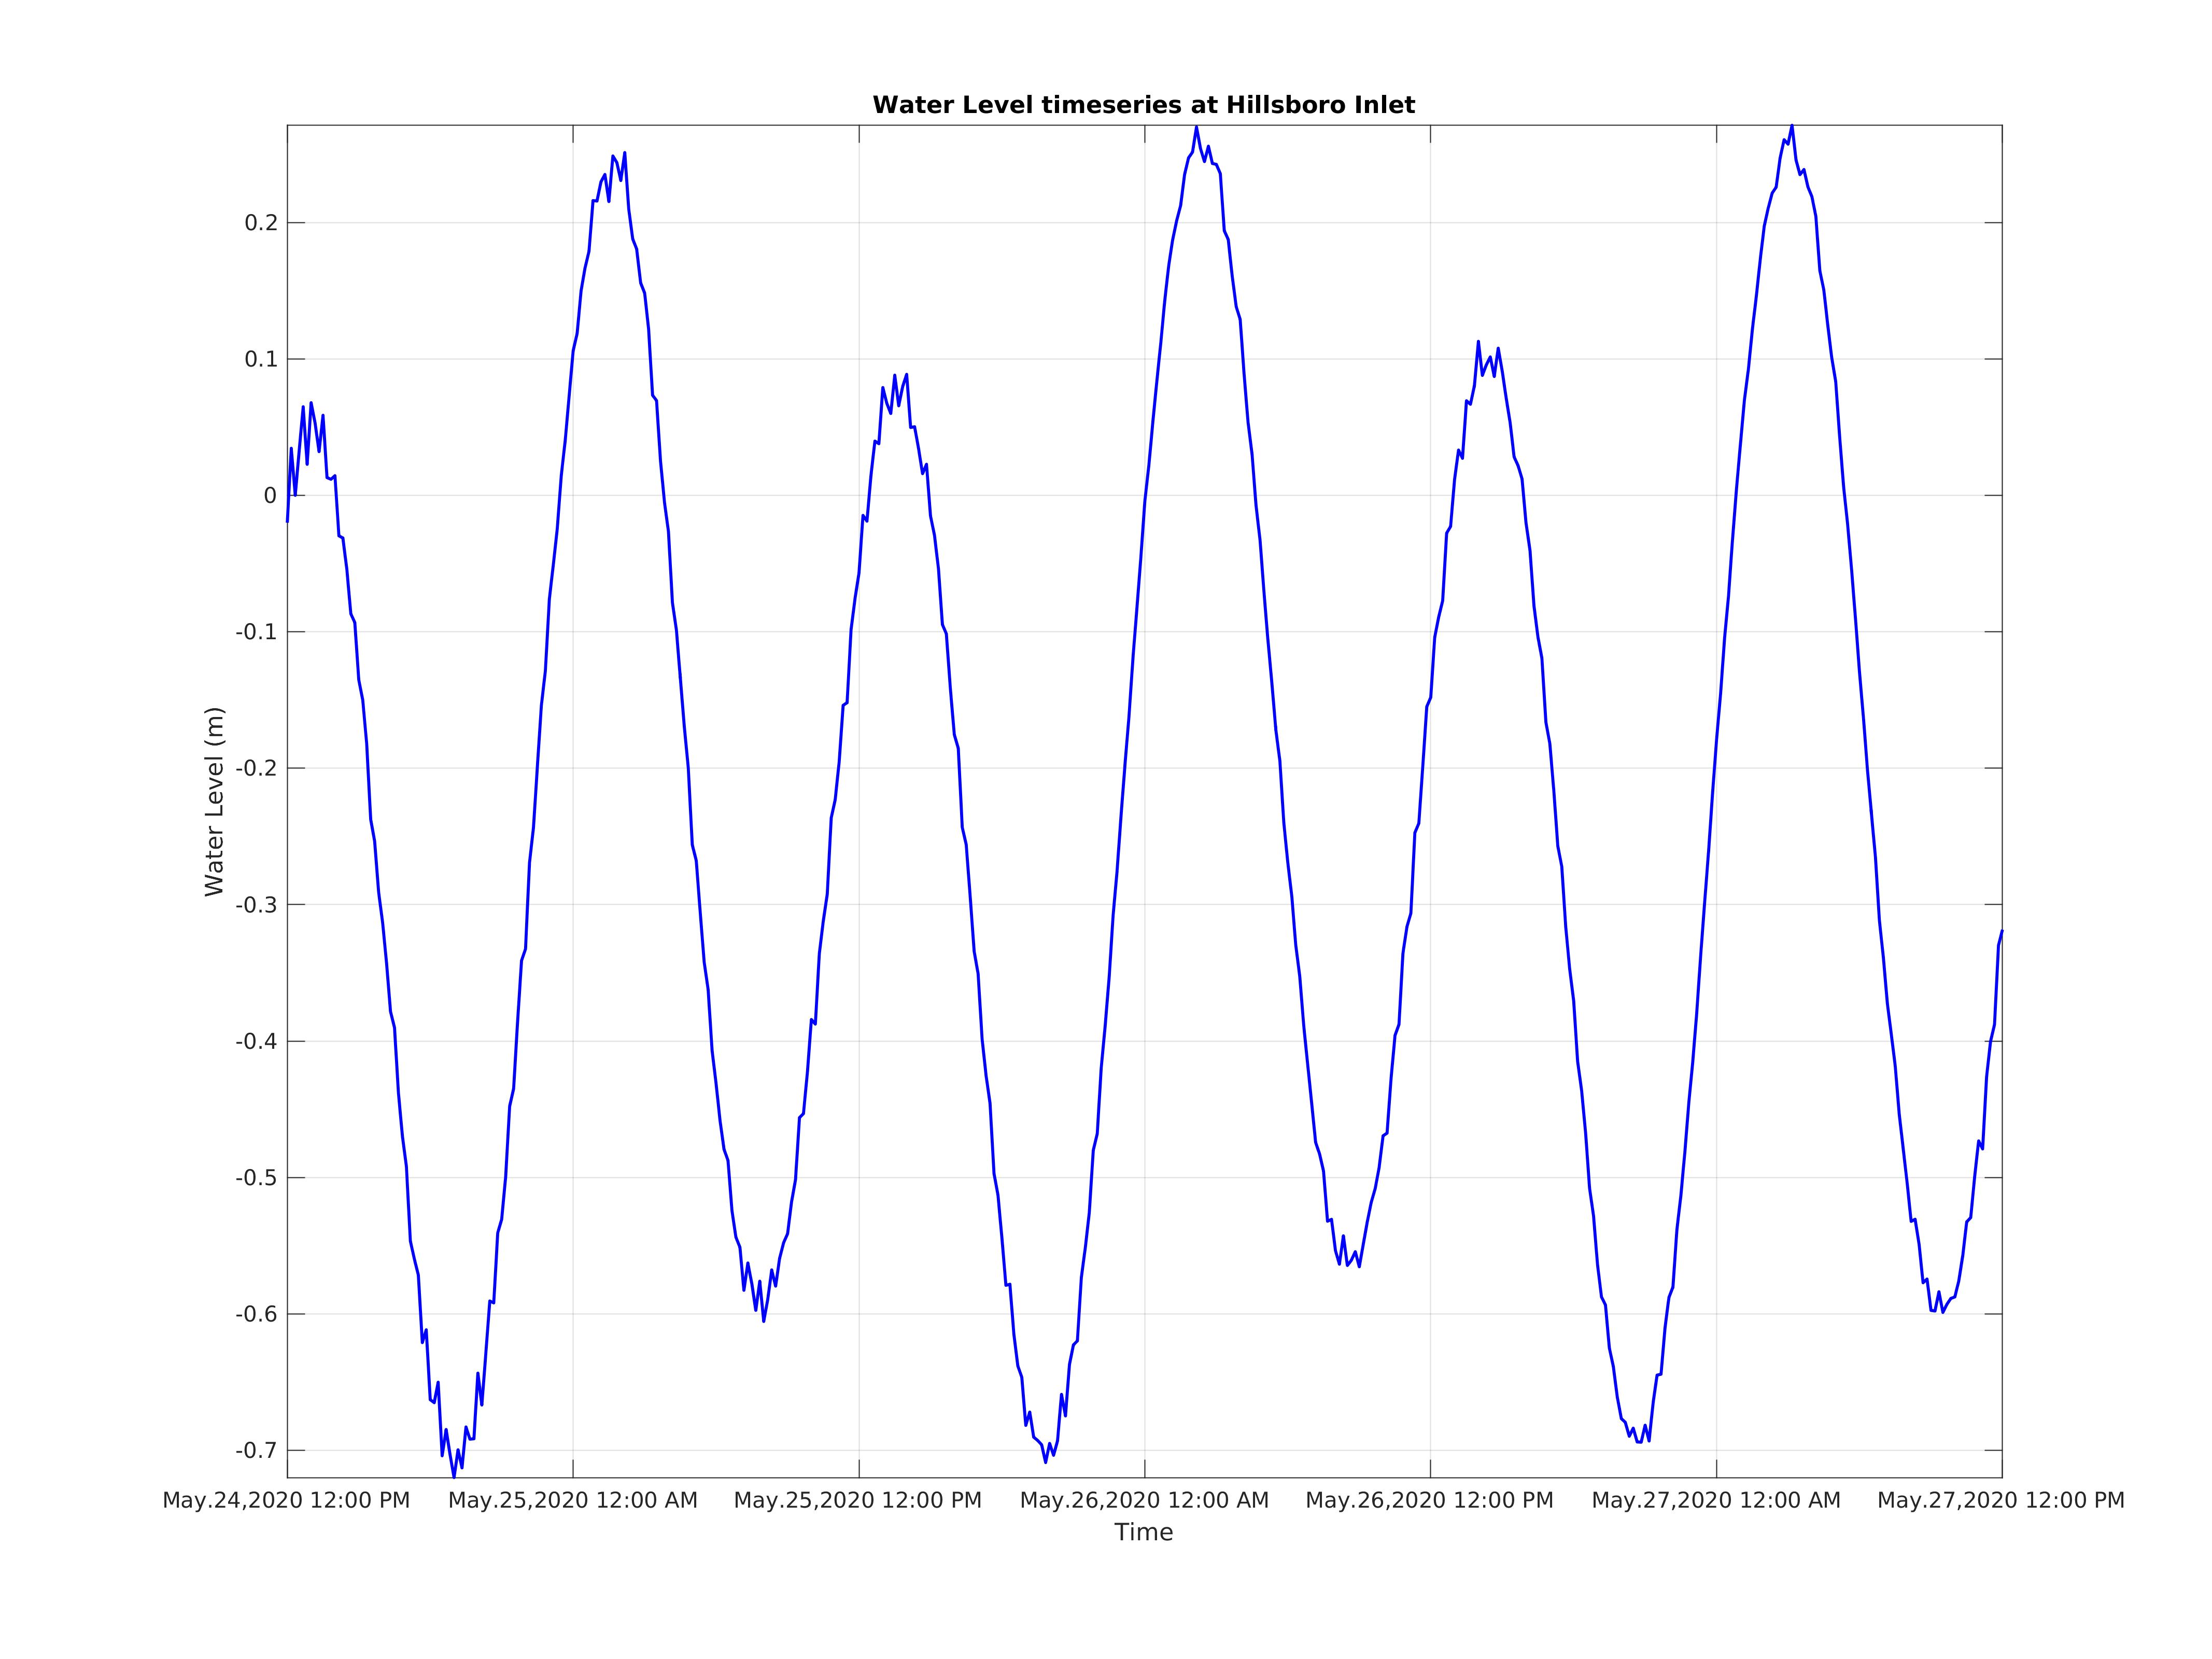 Water Level timeseries at Hillsboro Inlet
0.2
0.1
0
-0.1
-0.2
-0.3
-0.4
-0.5
-0.6
-0.7
Water Level (m)
May.24,2020 12:00 PM May.25,2020 12:00 AM May.25,2020 12:00 PM May.26,2020 12:00 AM May.26,2020 12:00 PM May.27,2020 12:00 AM May.27,2020 12:00 PM
Time